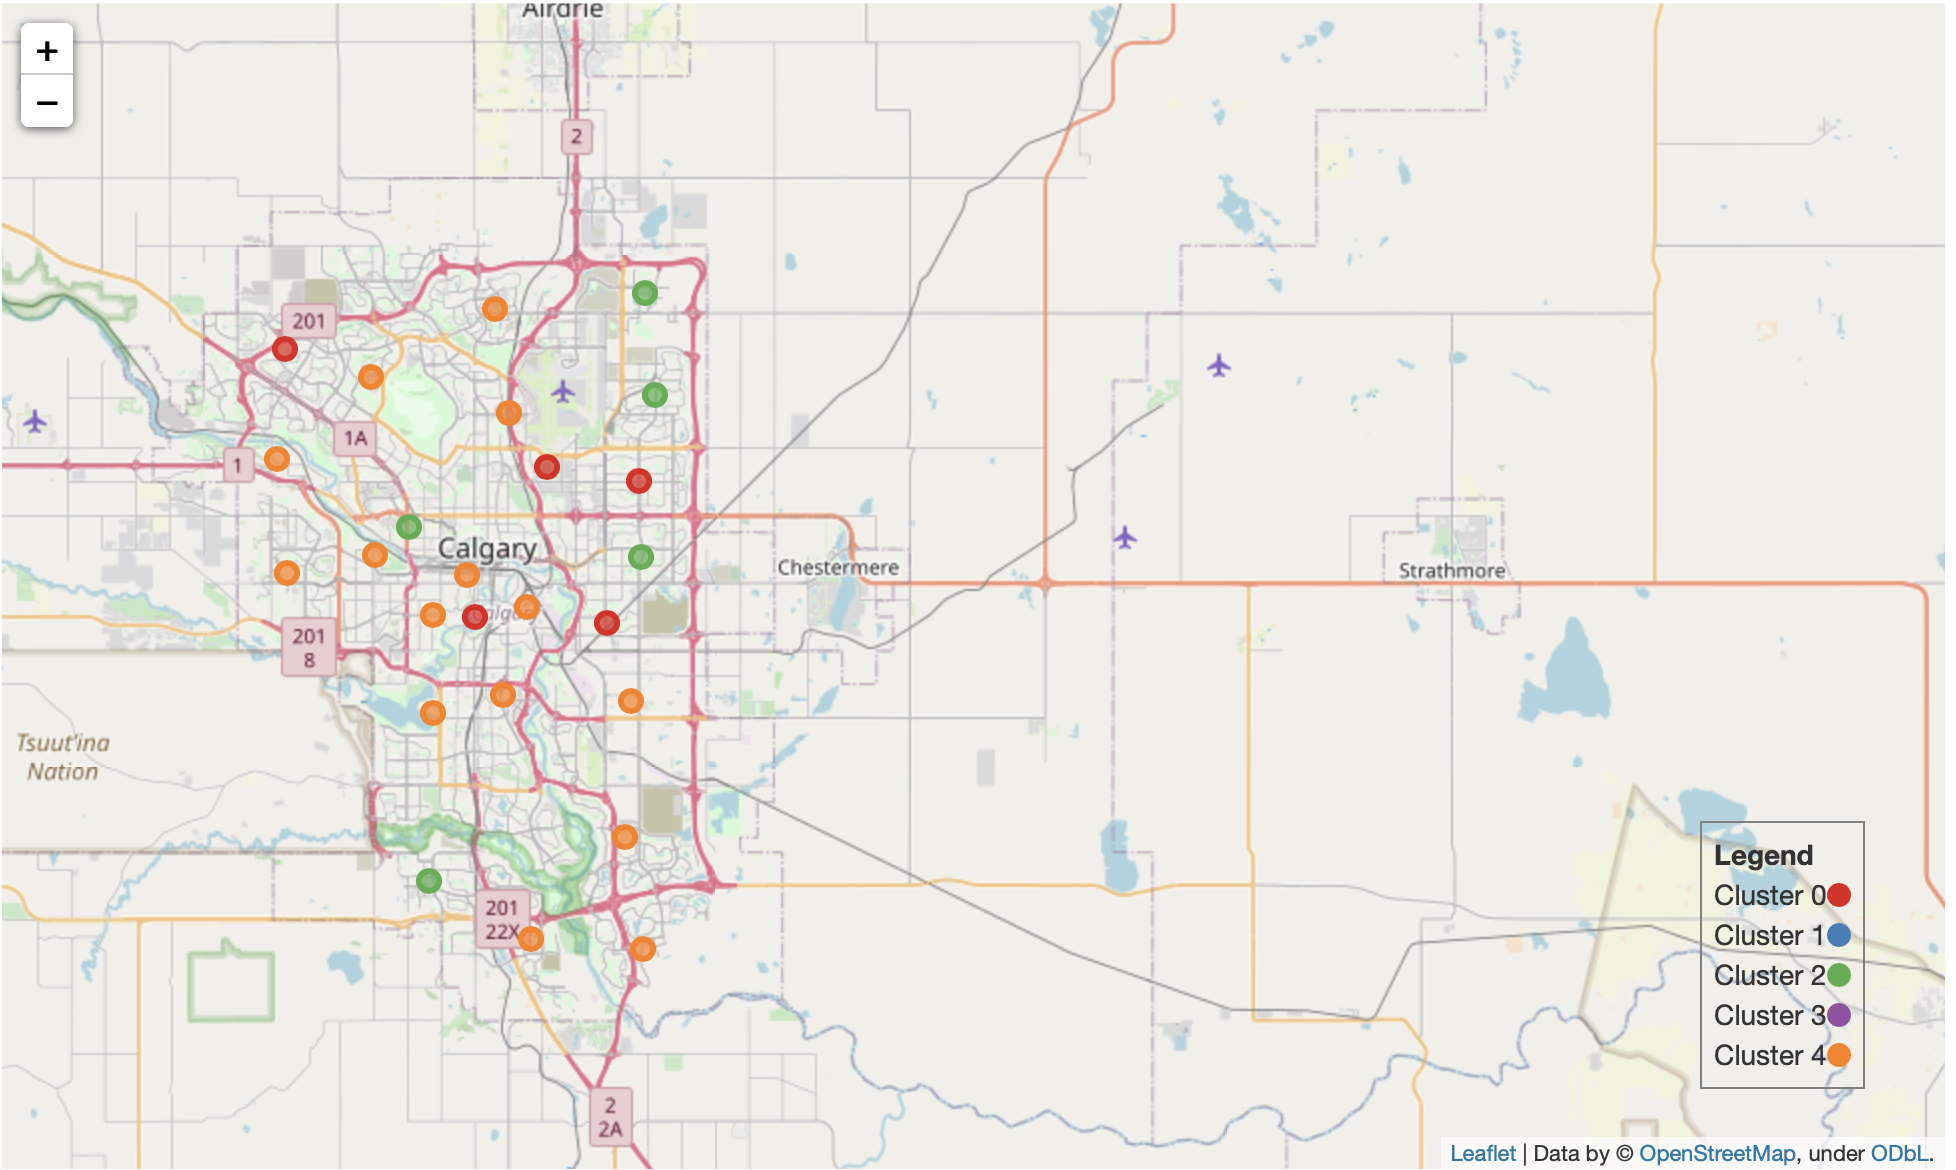 Airdrie
+
−
2
201
1A
1
Calgary
Chestermere
Strathmore
201
8
Tsuut'ina
Nation
201
22X
2
2A
Legend
Cluster 0
Cluster 1
Cluster 2
Cluster 3
Cluster 4
Leaflet | Data by © OpenStreetMap, under ODbL.